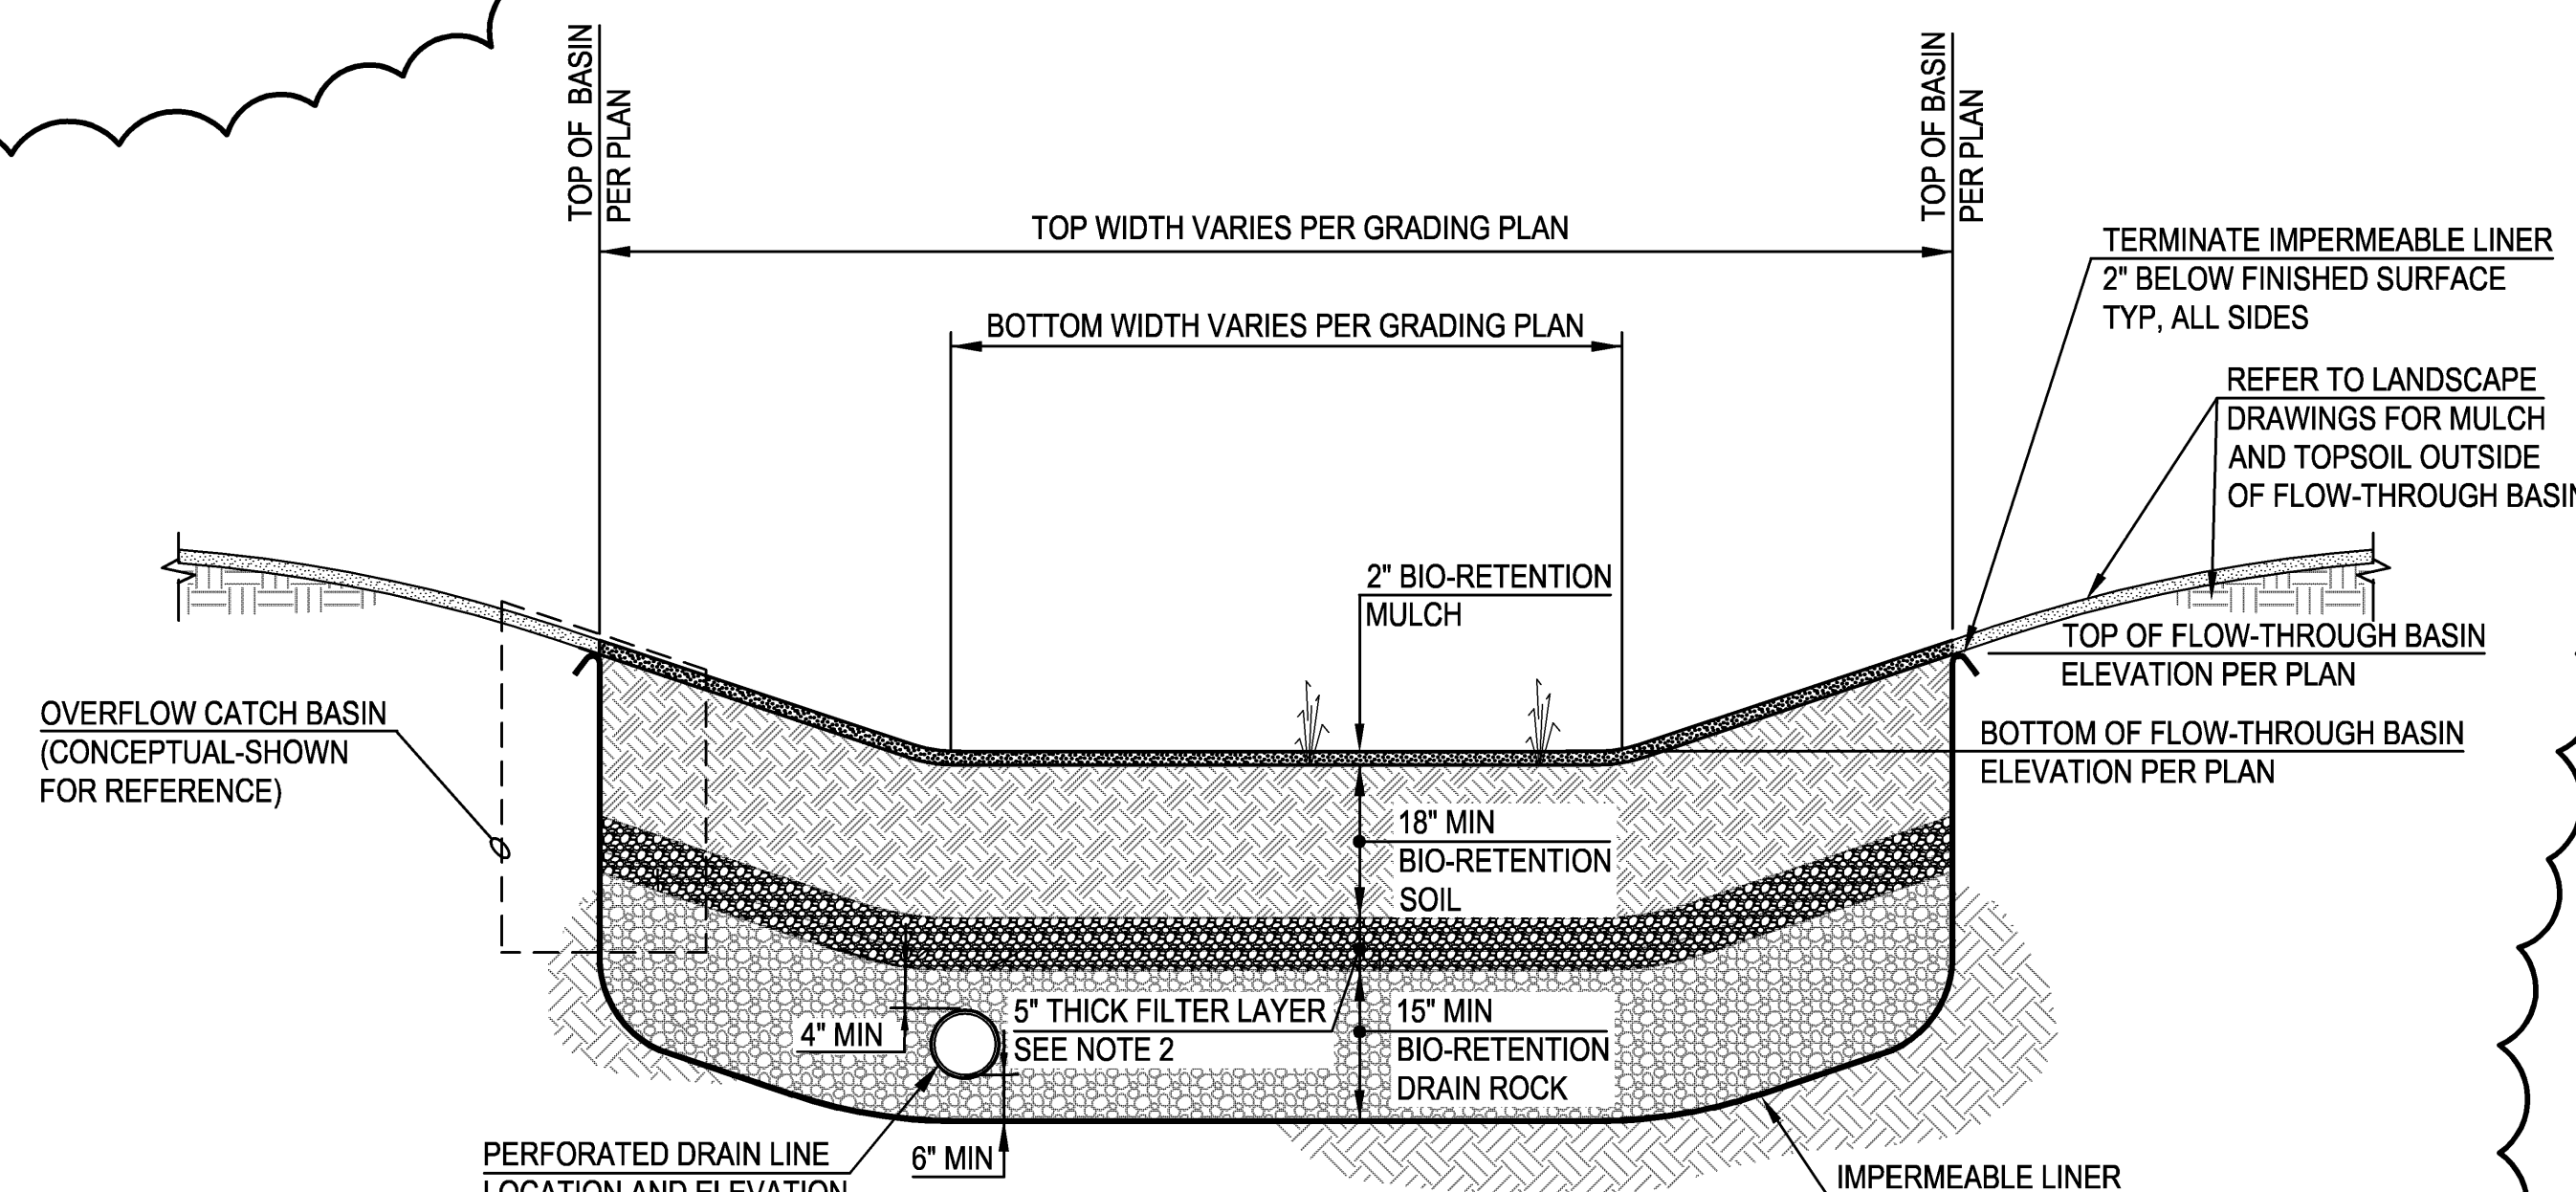 TOP OF BASIN
PER PLAN
TOP OF BASIN
PER PLAN
TOP WIDTH VARIES PER GRADING PLAN
TERMINATE IMPERMEABLE LINER
2" BELOW FINISHED SURFACE
TYP, ALL SIDES
BOTTOM WIDTH VARIES PER GRADING PLAN
REFER TO LANDSCAPE
DRAWINGS FOR MULCH
AND TOPSOIL OUTSIDE
OF FLOW-THROUGH BASIN
2" BIO-RETENTION
MULCH
TOP OF FLOW-THROUGH BASIN
ELEVATION PER PLAN
OVERFLOW CATCH BASIN
(CONCEPTUAL-SHOWN
FOR REFERENCE)
BOTTOM OF FLOW-THROUGH BASIN
ELEVATION PER PLAN
18" MIN
BIO-RETENTION
SOIL
4" MIN
5" THICK FILTER LAYER
SEE NOTE 2
15" MIN
BIO-RETENTION
DRAIN ROCK
PERFORATED DRAIN LINE
LOCATION AND ELEVATION
6" MIN
IMPERMEABLE LINER